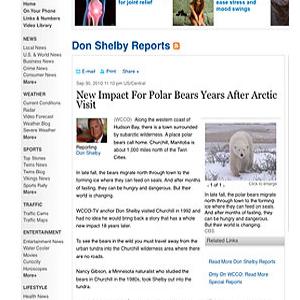 On Your Phone
Links & Numbers
Video Library
for joint relief
ease stress and
mood swings
NEWS
Local News
U.S. & World News
Business News
Crime News
Consumer News
More+
WEATHER
Current Conditions
Radar
Video Forecast
Weather Blog
Severe Weather
More+
SPORTS
Top Stories
Twins News
Twins Blog
Vikings News
Sports Rally
More+
TRAFFIC
Traffic Cams
Traffic Maps
ENTERTAINMENT
Entertainment News
Water Cooler
Movies
Curiosity
Horoscopes
More+
HEALTH
Don Shelby Reports
E-mail Print Share +
Sep 30, 2010 11:10 pm US/Central
New Impact For Polar Bears Years After Arctic
Visit
Reporting
Don Shelby
(WCCO) Along the western coast of
Hudson Bay, there is a town surrounded
by subarctic wilderness. A place polar
bears call home. Churchill, Manitoba is
about 1,000 miles north of the Twin
Cities.
In late fall, the bears migrate north through town to the
forming ice where they can feed on seals. And after months
of fasting, they can be hungry and dangerous. But their
world is changing.
WCCO-TV anchor Don Shelby visited Churchill in 1992 and
had no idea he would bring back a story that has a whole
new impact 18 years later.
To see the bears in the wild you must travel away from the
urban tundra into the Churchill wilderness area where there
are no roads.
Nancy Gibson, a Minnesota naturalist who studied the
bears in Churchill in the 1980s, took Shelby out into the
tundra.
1 of 1
Click to enlarge
In late fall, the polar bears
migrate north through town to
the forming ice where they can
feed on seals. And after months
of fasting, they can be hungry
and dangerous. But their world
is changing.
CBS
Related Links
Read More Don Shelby Reports
Only On WCCO: Read More
Special Reports